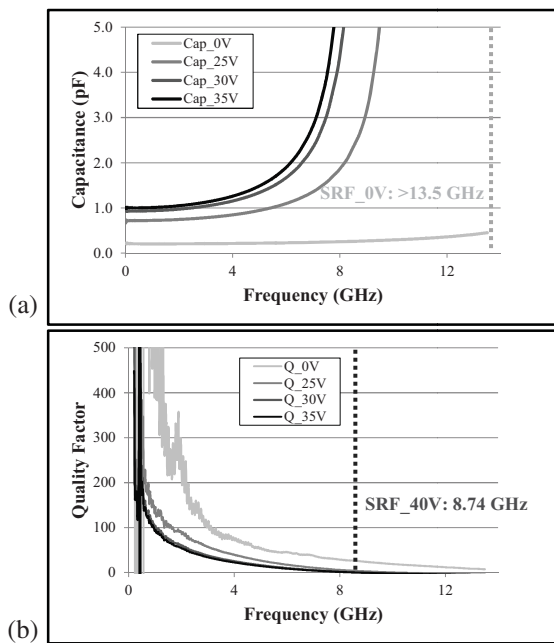 (a)
5.0
4.0
3.0
2.0
1.0
0.0
Capacitance (pF)
Cap_0V
Cap_25V
Cap_30V
Cap_35V
SRF_0V: >13.5 GHz
0
4
8
12
Frequency (GHz)
(b)
500
400
300
200
100
0
Quality Factor
Q_0V
Q_25V
Q_30V
Q_35V
SRF_40V: 8.74 GHz
0
4
8
12
Frequency (GHz)